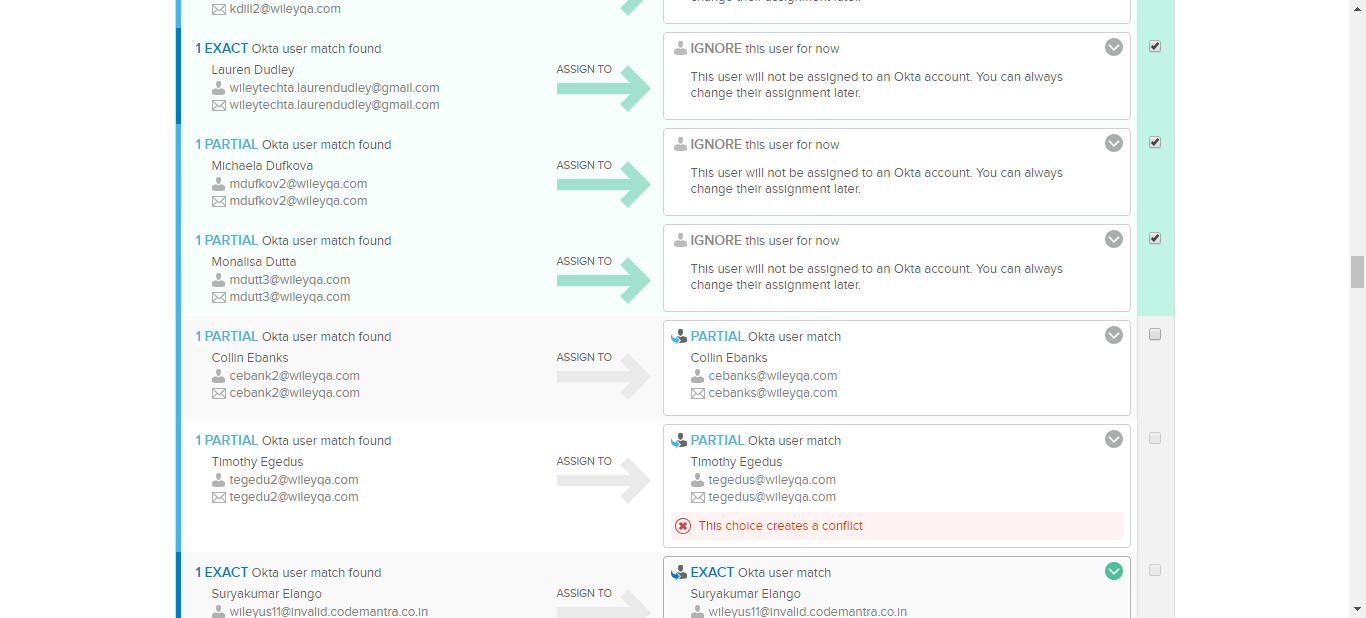 kdill2@wileyqa.com
change their assignment later.
1 EXACT Okta user match found
Lauren Dudley
wileytechta.laurendudley@gmail.com
wileytechta.laurendudley@gmail.com
ASSIGN TO
IGNORE this user for now
This user will not be assigned to an Okta account. You can always
change their assignment later.
1 PARTIAL Okta user match found
Michaela Dufkova
mdufkov2@wileyqa.com
mdufkov2@wileyqa.com
ASSIGN TO
IGNORE this user for now
This user will not be assigned to an Okta account. You can always
change their assignment later.
1 PARTIAL Okta user match found
Monalisa Dutta
mdutt3@wileyqa.com
mdutt3@wileyqa.com
ASSIGN TO
IGNORE this user for now
This user will not be assigned to an Okta account. You can always
change their assignment later.
1 PARTIAL Okta user match found
Collin Ebanks
cebank2@wileyqa.com
cebank2@wileyqa.com
ASSIGN TO
PARTIAL Okta user match
Collin Ebanks
cebanks@wileyqa.com
cebanks@wileyqa.com
1 PARTIAL Okta user match found
Timothy Egedus
tegedu2@wileyqa.com
tegedu2@wileyqa.com
ASSIGN TO
PARTIAL Okta user match
Timothy Egedus
tegedus@wileyqa.com
tegedus@wileyqa.com
This choice creates a conflict
1 EXACT Okta user match found
Suryakumar Elango
wileyus11@invalid.codemantra.co.in
ASSIGN TO
EXACT Okta user match
Suryakumar Elango
wileyus11@invalid.codemantra.co.in